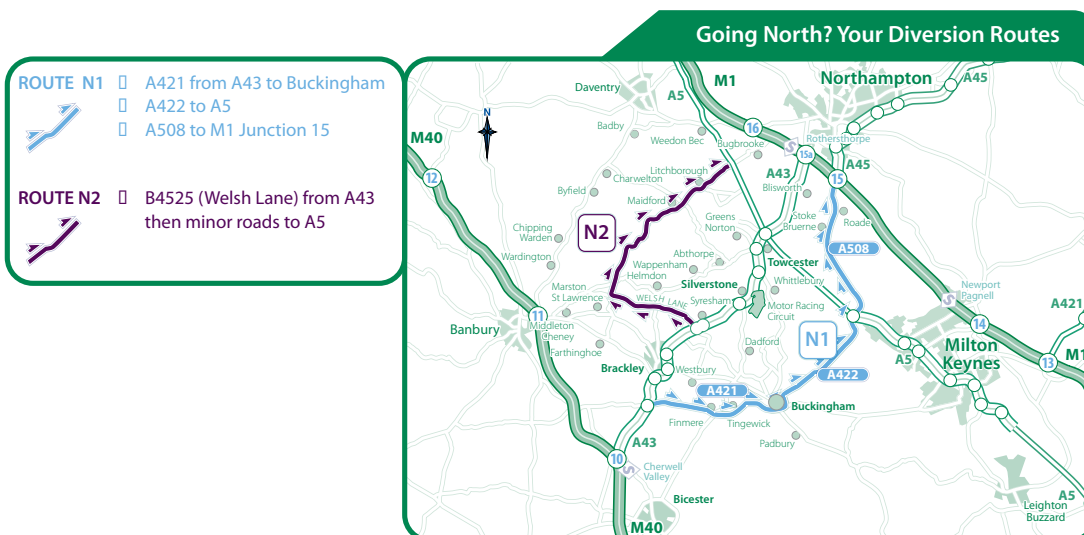 Going North? Your Diversion Routes
ROUTE N1
A421 from A43 to Buckingham
A422 to A5
A508 to M1 Junction 15
ROUTE N2
B4525 (Welsh Lane) from A43
then minor roads to A5
Northampton
A45
M1
A5
Daventry
Badby
Weedon Bec
Bugbrooke
16
S
Rothersthorpe
15a
A45
A43
15
N
M40
12
Litchborough
Charwelton
Byfield
Maidford
Blisworth
Stoke
Bruerne
Roade
Greens
Norton
N2
Chipping
Warden
Wardington
A508
Abthorpe
Towcester
Wappenham
Helmdon
Silverstone
Whittlebury
Marston
St Lawrence
WELSH LANE
Syresham
Motor Racing
Circuit
Newport
Pagnell
S
A421
Banbury
11
Middleton
Cheney
Farthinghoe
N1
14
Dadford
A5
Milton
Keynes
M1
13
Brackley
Westbury
A422
A421
Buckingham
Finmere
Tingewick
Padbury
A43
10
S
Cherwell
Valley
Bicester
M40
A5
Leighton
Buzzard